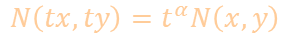 N(tx, ty) = t^α N(x, y)